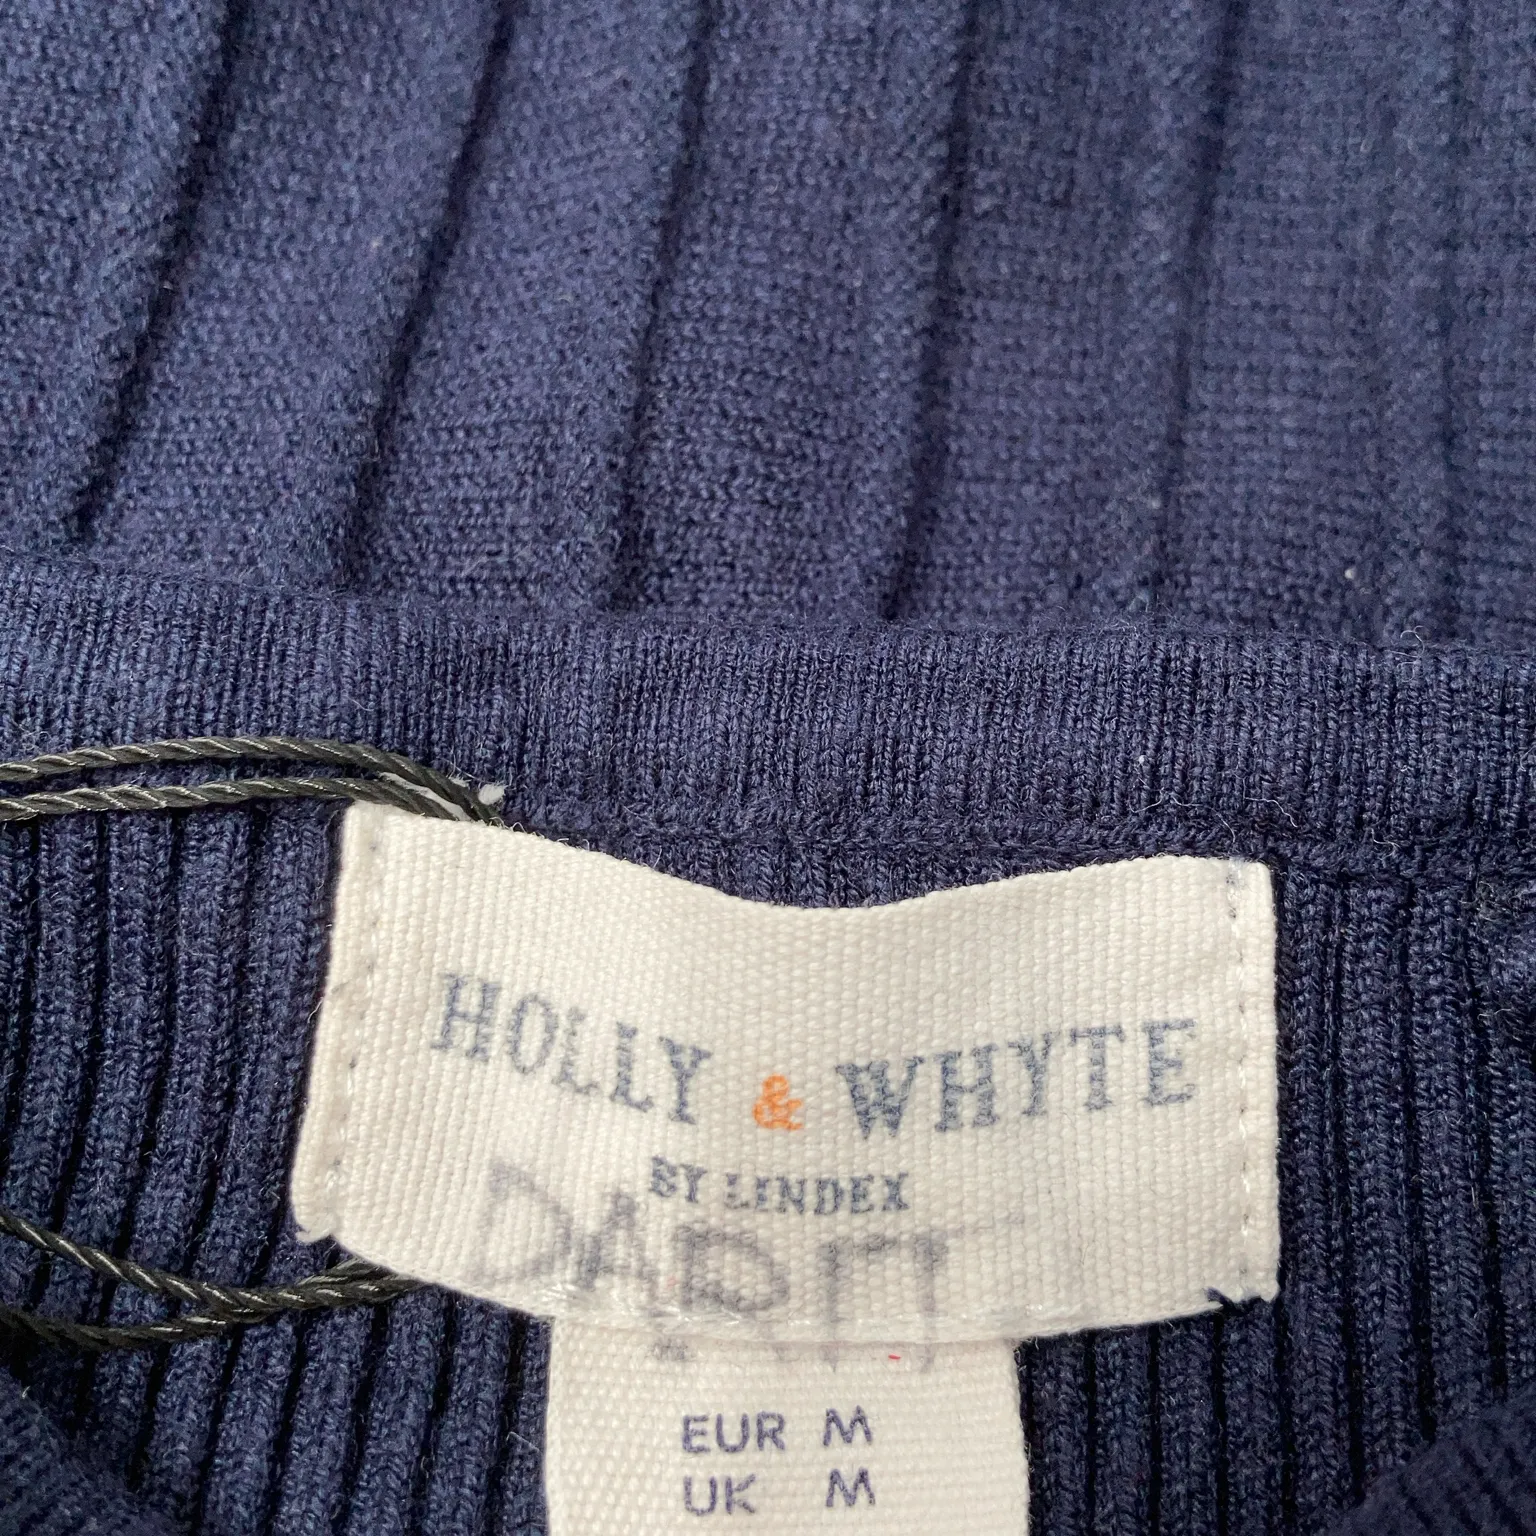 HOLLY & WHYTE
BY LINDEX
EUR M
UK M